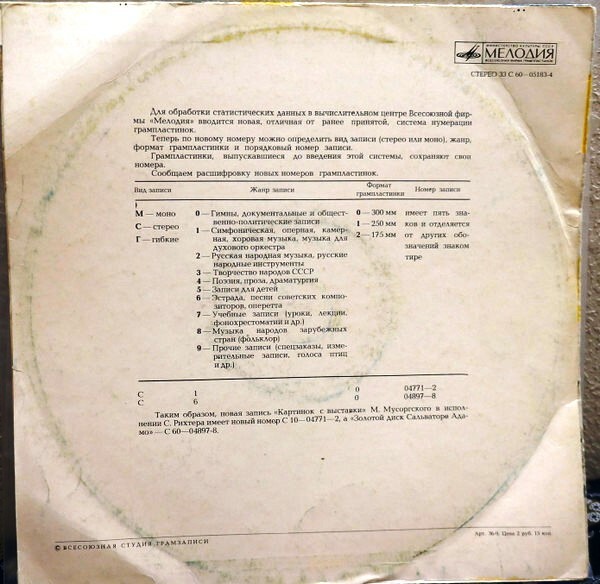 МИНИСТЕРСТВО КУЛЬТУРЫ СССР
МЕЛОДИЯ
ВСЕСОЮЗНАЯ ФИРМА ГРАМПЛАСТИНОК
СТЕРЕО 33 С 60—05183-4
Для обработки статистических данных в вычислительном центре Всесоюзной фир-
мы «Мелодия» вводится новая, отличная от ранее принятой, система нумерации
грампластинок.
Теперь по новому номеру можно определить вид записи (стерео или моно), жанр,
формат грампластинки и порядковый номер записи.
Грампластинки, выпускавшиеся до введения этой системы, сохраняют свои
номера.
Сообщаем расшифровку новых номеров грампластинок.
Вид записи Жанр записи Формат грампластинки Номер записи
М — моно 0 — Гимны, документальные и общест- 0 — 300 мм имеет пять зна-
венно-политические записи
С — стерео 1 — Симфоническая, оперная, камер- 1 — 250 мм ков и отделяется
ная, хоровая музыка, музыка для
Г — гибкие духового оркестра 2 — 175 мм от других обо-
2 — Русская народная музыка, русские значений знаком
народные инструменты тире
3 — Творчество народов СССР
4 — Поэзия, проза, драматургия
5 — Записи для детей
6 — Эстрада, песни советских компо-
зиторов, оперетта
7 — Учебные записи (уроки, лекции,
фонохрестоматии и др.)
8 — Музыка народов зарубежных
стран (фольклор)
9 — Прочие записи (спецзаказы, изме-
рительные записи, голоса птиц
и др.)
С 1 0 04771—2
С 6 0 04897—8
Таким образом, новая запись «Картинок с выставки» М. Мусоргского в испол-
нении С. Рихтера имеет новый номер С 10—04771—2, а «Золотой диск Сальваторе Ада-
мо» — С 60—04897-8.
© ВСЕСОЮЗНАЯ СТУДИЯ ГРАМЗАПИСИ
Арт. 36-9. Цена 2 руб. 15 коп.